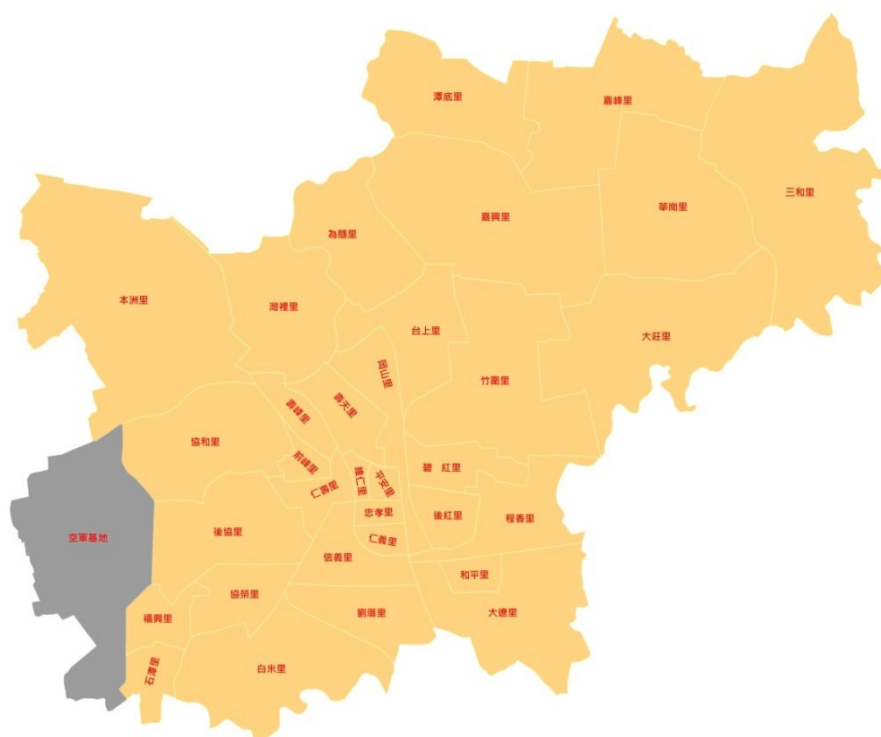 潭底里
嘉峰里
三和里
華崗里
嘉興里
為隨里
本洲里
灣裡里
台上里
大莊里
岡山里
竹圍里
壽天里
壽峰里
協和里
前峰里
碧 紅里
維仁里
平安里
仁壽里
忠孝里
後紅里
程香里
後協里
空軍基地
仁義里
信義里
和平里
協榮里
劉厝里
大遼里
福興里
石潭里
白米里